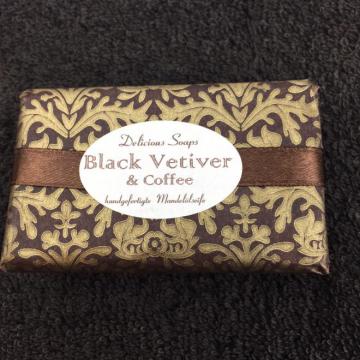 Delicious Soaps
Black Vetiver
& Coffee
handgefertigte Mandelölseife